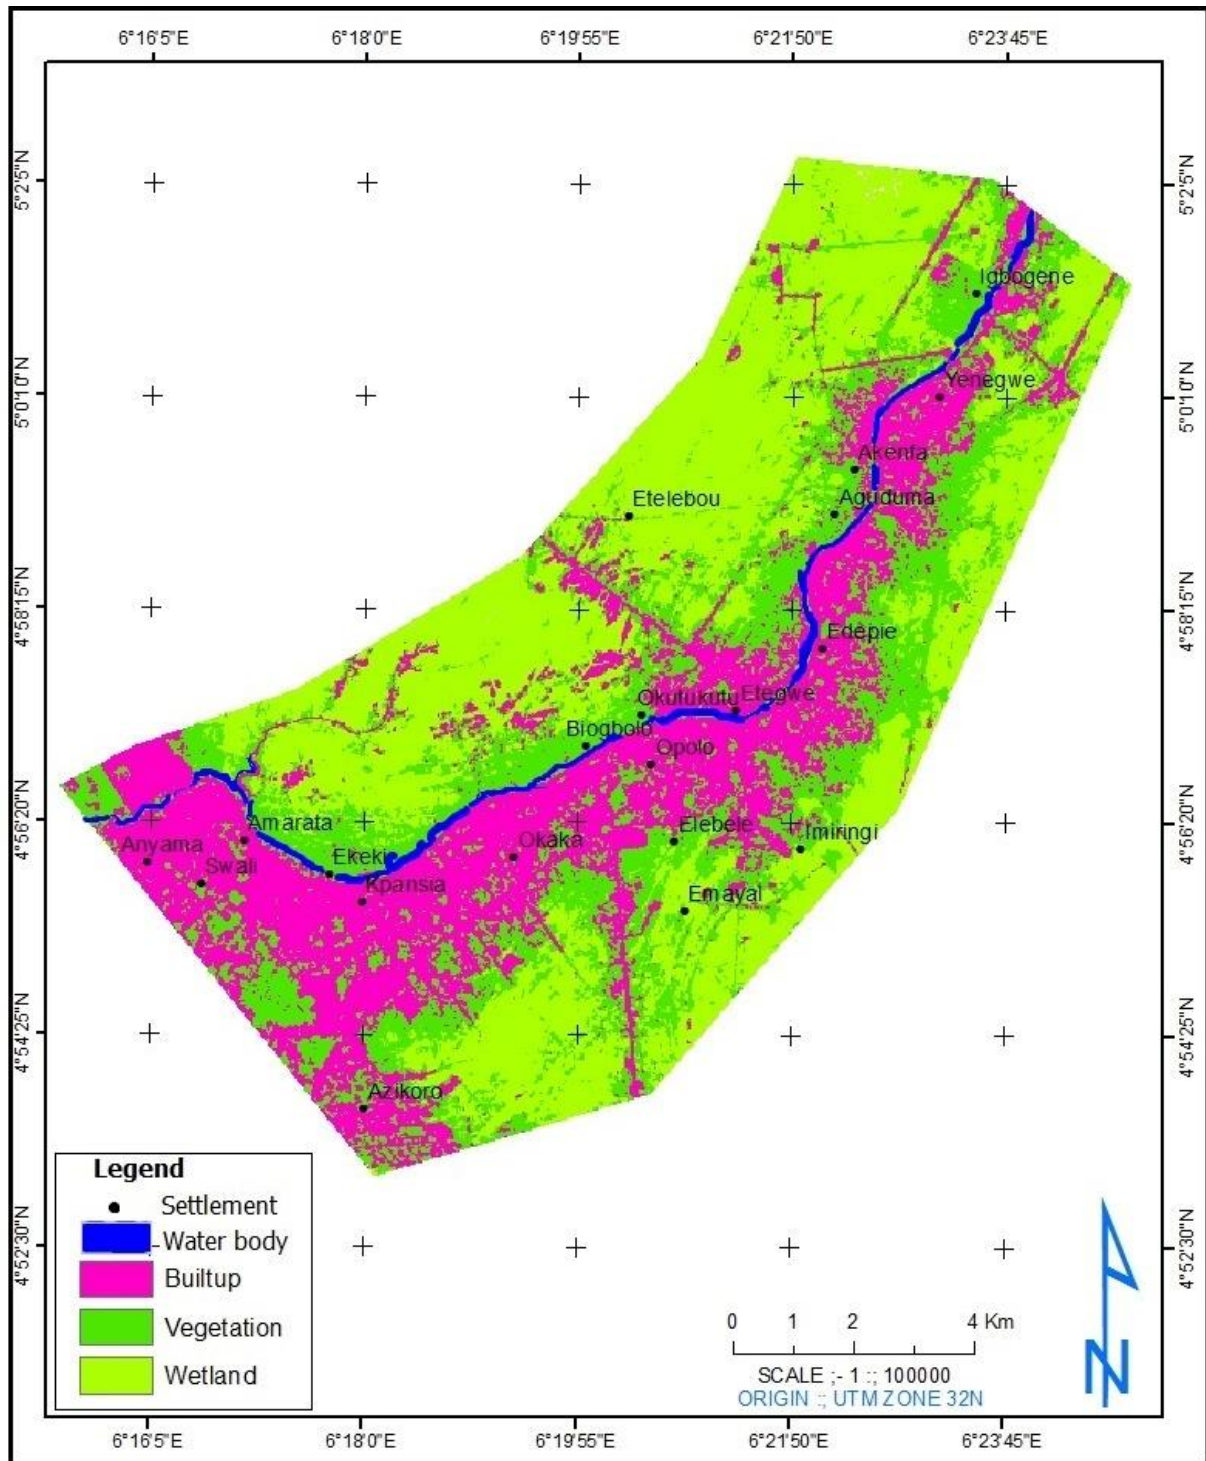 6°16'5"E 6°18'0"E 6°19'55"E 6°21'50"E 6°23'45"E
5°2'5"N 5°2'5"N
Igbogene
Yenegwe
5°0'10"N 5°0'10"N
Akenfa
Etelebou Aguduma
4°58'15"N 4°58'15"N
Edepie
Okutukutu Etegwe
Biogbolo
Opolo
4°56'20"N 4°56'20"N
Amarata Elebele Imiringi
Anyama Okaka
Swali Ekeki
Kpansia Emayal
4°54'25"N 4°54'25"N
Azikoro
Legend
Settlement
Water body
Builtup
Vegetation
Wetland
4°52'30"N 4°52'30"N
0 1 2 4 Km
SCALE ;- 1 :; 100000
ORIGIN :; UTM ZONE 32N
N
6°16'5"E 6°18'0"E 6°19'55"E 6°21'50"E 6°23'45"E